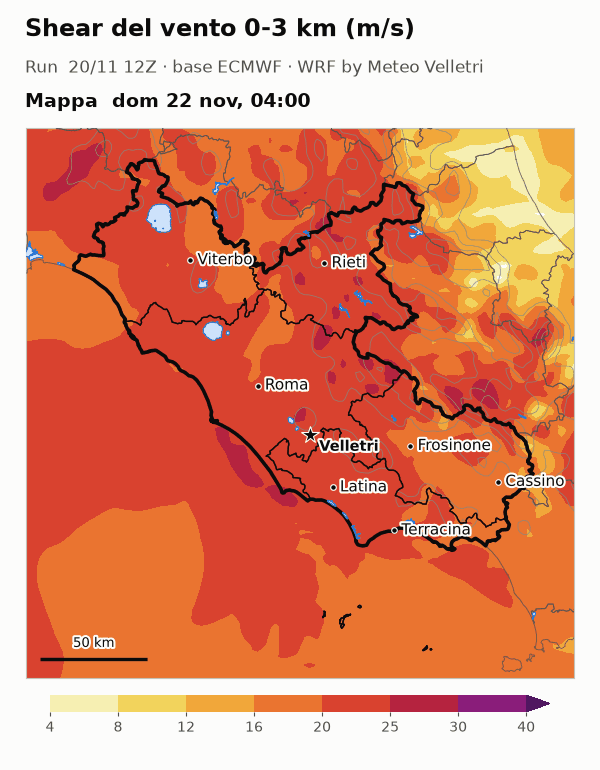 Shear del vento 0-3 km (m/s)
Run  20/11 12Z · base ECMWF · WRF by Meteo Velletri
Mappa  dom 22 nov, 04:00
Viterbo
Rieti
Roma
Velletri
Frosinone
Latina
Cassino
Terracina
50 km
4 8 12 16 20 25 30 40